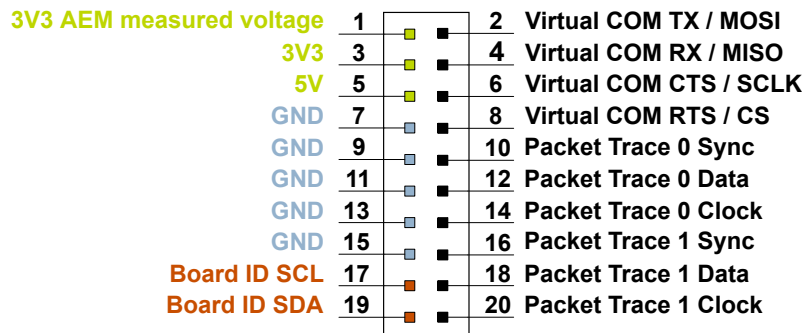 3V3 AEM measured voltage 1 2 Virtual COM TX / MOSI
3V3 3 4 Virtual COM RX / MISO
5V 5 6 Virtual COM CTS / SCLK
GND 7 8 Virtual COM RTS / CS
GND 9 10 Packet Trace 0 Sync
GND 11 12 Packet Trace 0 Data
GND 13 14 Packet Trace 0 Clock
GND 15 16 Packet Trace 1 Sync
Board ID SCL 17 18 Packet Trace 1 Data
Board ID SDA 19 20 Packet Trace 1 Clock